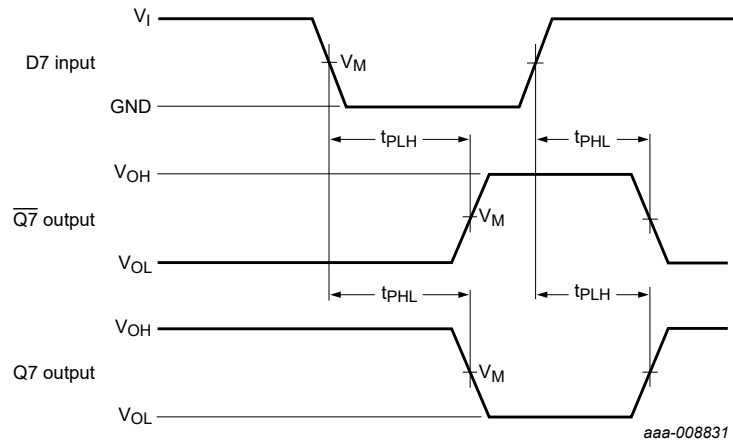 V_I
D7 input
V_M
GND
t_PLH
t_PHL
V_OH
Q̅7̅ output
V_M
V_OL
t_PHL
t_PLH
V_OH
Q7 output
V_M
V_OL
aaa-008831